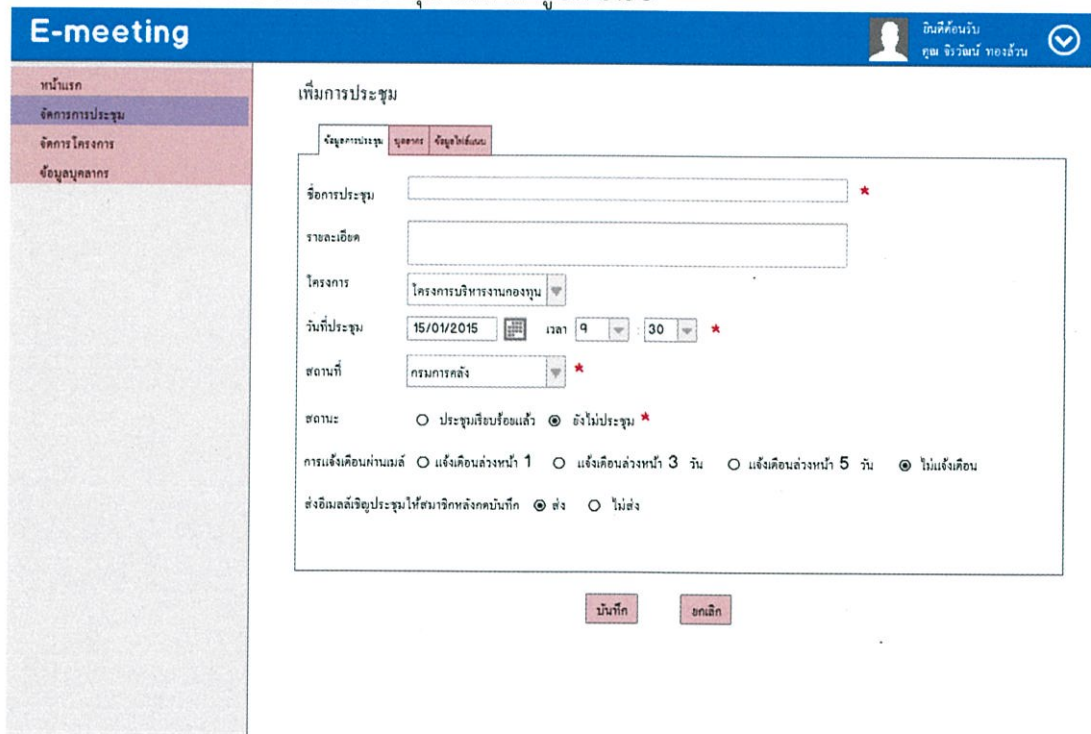 E-meeting
ยินดีต้อนรับ
คุณ จิรวัฒน์ ทองล้วน
หน้าแรก
จัดการการประชุม
จัดการโครงการ
ข้อมูลบุคลากร
เพิ่มการประชุม
ข้อมูลการประชุม บุคลากร ข้อมูลไฟล์แนบ
ชื่อการประชุม *
รายละเอียด
โครงการ โครงการบริหารงานกองทุน
วันที่ประชุม 15/01/2015 เวลา 9 : 30 *
สถานที่ กรมการคลัง *
สถานะ ประชุมเรียบร้อยแล้ว ยังไม่ประชุม *
การแจ้งเตือนผ่านเมล์ แจ้งเตือนล่วงหน้า 1 แจ้งเตือนล่วงหน้า 3 วัน แจ้งเตือนล่วงหน้า 5 วัน ไม่แจ้งเตือน
ส่งอีเมลล์เชิญประชุมให้สมาชิกหลังกดบันทึก ส่ง ไม่ส่ง
บันทึก ยกเลิก